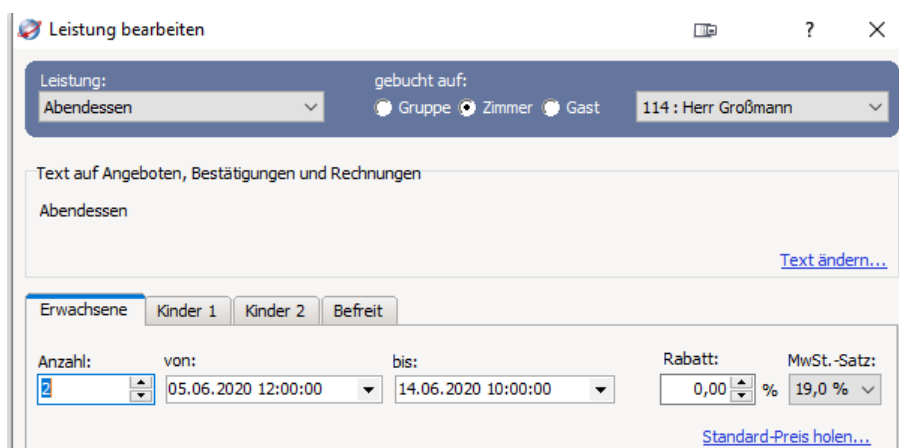 Leistung bearbeiten ?
Leistung: gebucht auf:
Abendessen Gruppe Zimmer Gast 114 : Herr Großmann
Text auf Angeboten, Bestätigungen und Rechnungen
Abendessen
Text ändern...
Erwachsene Kinder 1 Kinder 2 Befreit
Anzahl: von: bis: Rabatt: MwSt.-Satz:
2 05.06.2020 12:00:00 14.06.2020 10:00:00 0,00 % 19,0 %
Standard-Preis holen...